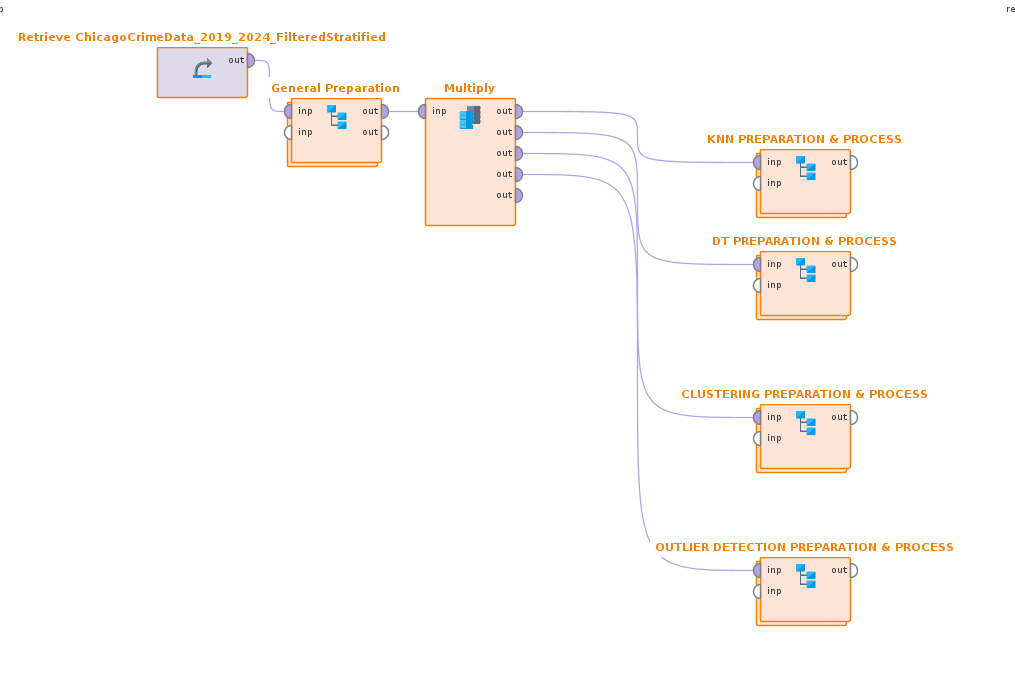 re
Retrieve ChicagoCrimeData_2019_2024_FilteredStratified
out
General Preparation
inp out
inp out
Multiply
inp out
out
out
out
out
KNN PREPARATION & PROCESS
inp out
inp
DT PREPARATION & PROCESS
inp out
inp
CLUSTERING PREPARATION & PROCESS
inp out
inp
OUTLIER DETECTION PREPARATION & PROCESS
inp out
inp